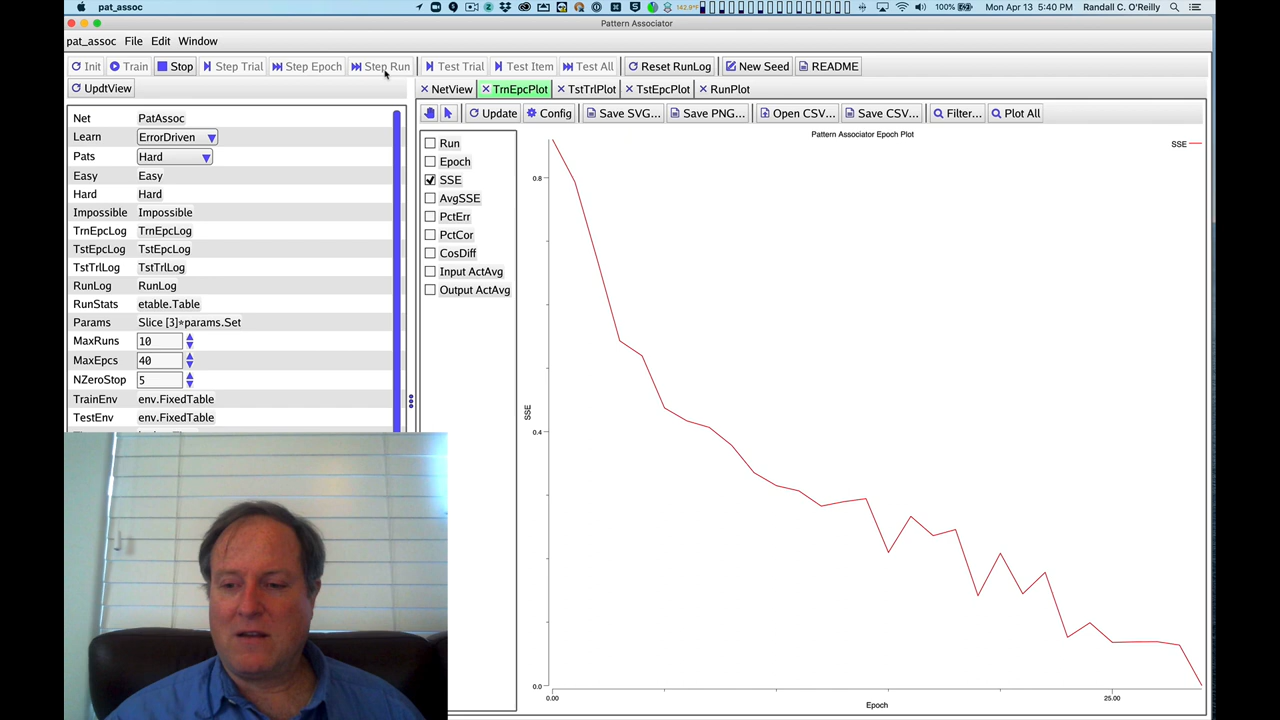 pat_assoc
142.9°F
100%
Mon Apr 13 5:40 PM
Randall C. O'Reilly
Pattern Associator
pat_assoc File Edit Window
Init Train Stop Step Trial Step Epoch Step Run Test Trial Test Item Test All Reset RunLog New Seed README
UpdtView
NetView TrnEpcPlot TstTrlPlot TstEpcPlot RunPlot
Update Config Save SVG... Save PNG... Open CSV... Save CSV... Filter... Plot All
Net PatAssoc
Learn ErrorDriven
Pats Hard
Easy Easy
Hard Hard
Impossible Impossible
TrnEpcLog TrnEpcLog
TstEpcLog TstEpcLog
TstTrlLog TstTrlLog
RunLog RunLog
RunStats etable.Table
Params Slice [3]*params.Set
MaxRuns 10
MaxEpcs 40
NZeroStop 5
TrainEnv env.FixedTable
TestEnv env.FixedTable
Run
Epoch
SSE
AvgSSE
PctErr
PctCor
CosDiff
Input ActAvg
Output ActAvg
Pattern Associator Epoch Plot
SSE
0.8
0.4
0.0
SSE
0.00
25.00
Epoch